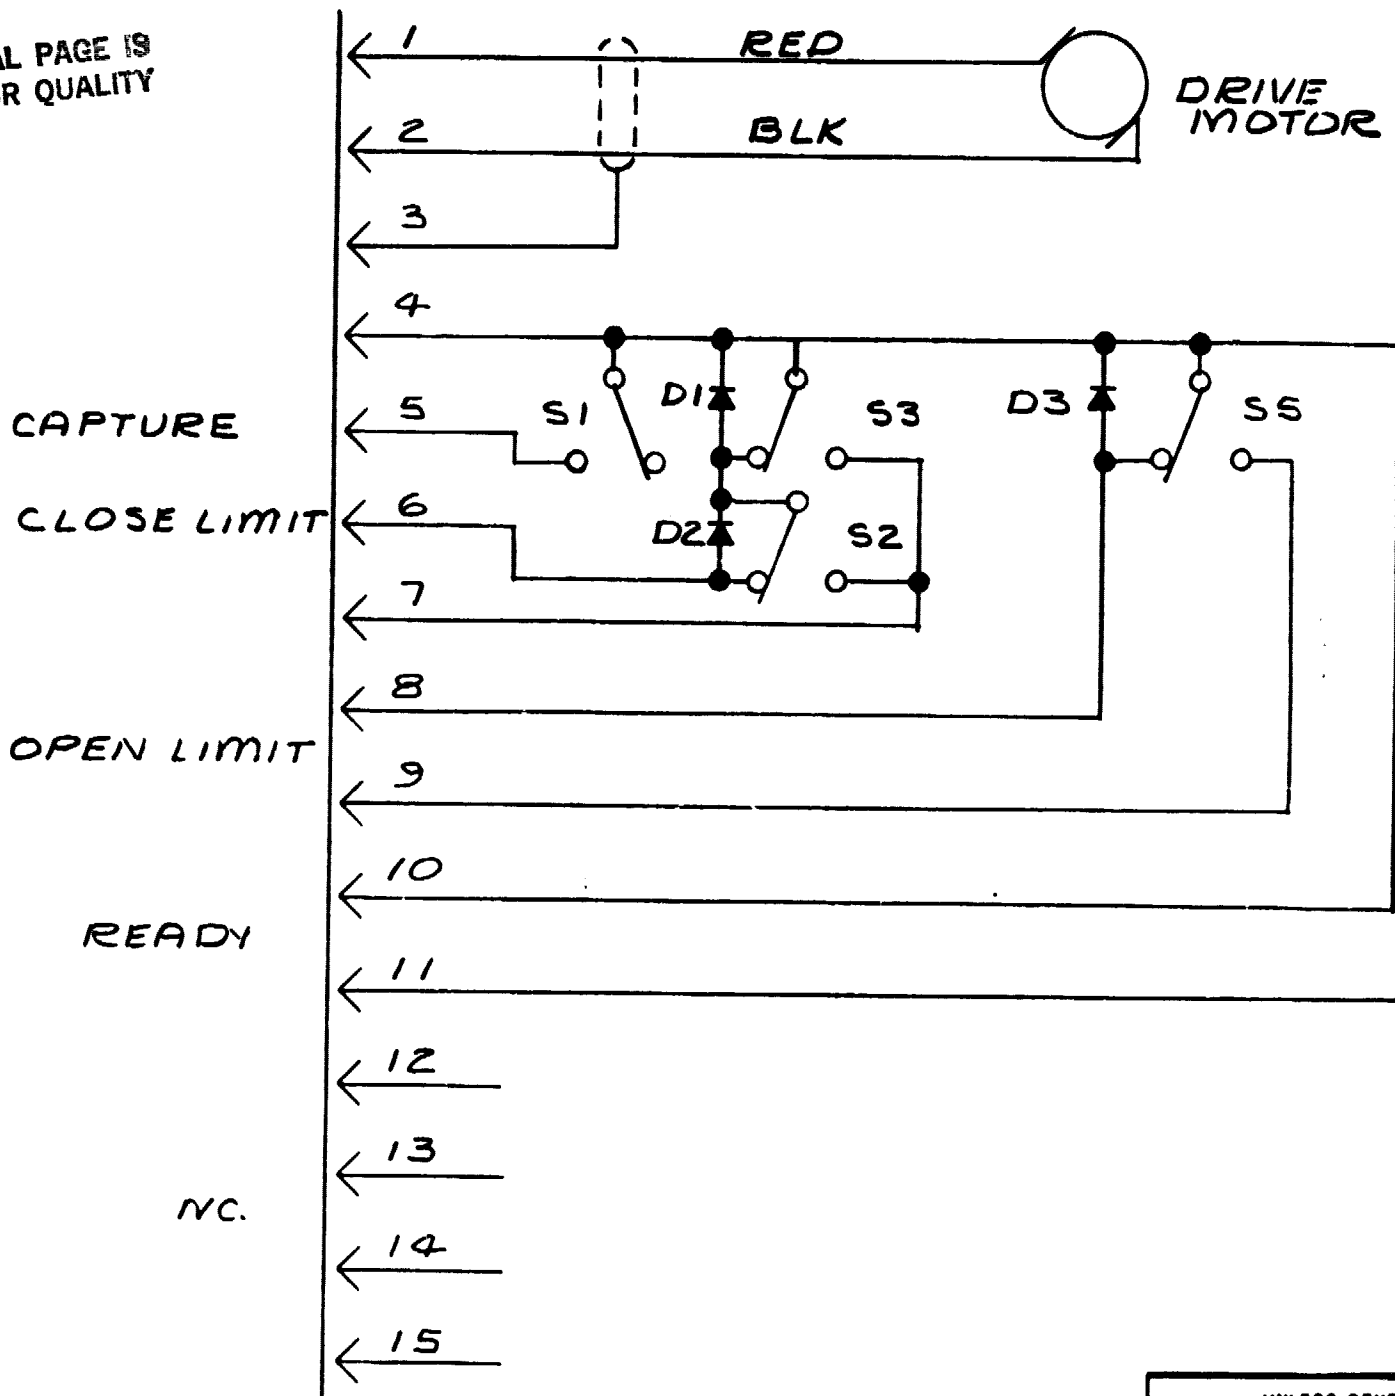 AL PAGE IS
R QUALITY
1
RED
DRIVE
MOTOR
2
BLK
3
4
CAPTURE
5
S1
D1
S3
D3
S5
CLOSE LIMIT
6
D2
S2
7
8
OPEN LIMIT
9
10
READY
11
12
13
NC.
14
15